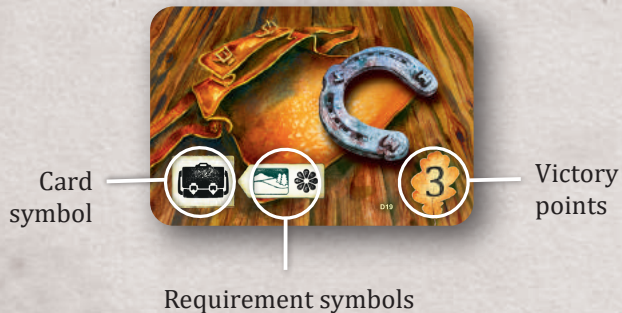 Card
symbol
3
D19
Victory
points
Requirement symbols